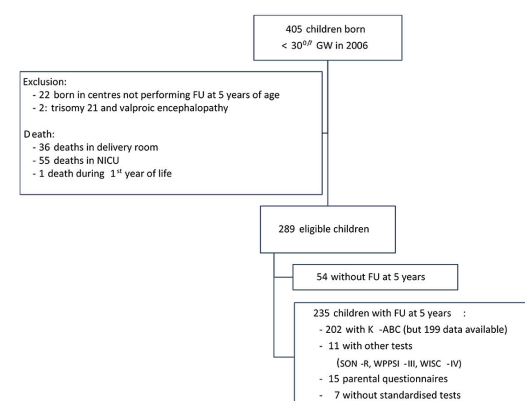 405 children born
< 30⁰/⁷ GW in 2006
Exclusion:
- 22 born in centres not performing FU at 5 years of age
- 2: trisomy 21 and valproic encephalopathy
Death:
- 36 deaths in delivery room
- 55 deaths in NICU
- 1 death during 1st year of life
289 eligible children
54 without FU at 5 years
235 children with FU at 5 years :
- 202 with K -ABC (but 199 data available)
- 11 with other tests
(SON -R, WPPSI -III, WISC -IV)
- 15 parental questionnaires
- 7 without standardised tests